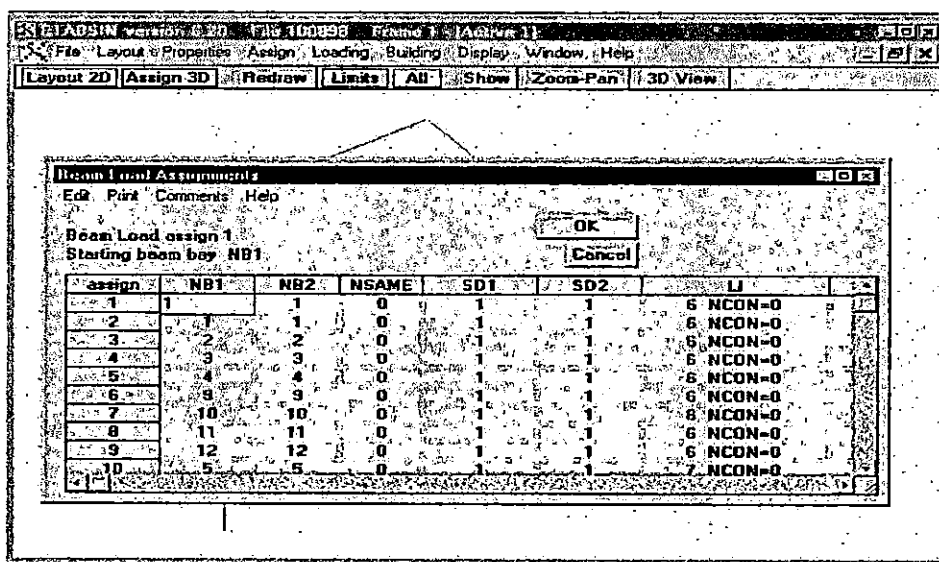 ETADSIN version 6.20 File 100898 Frame 1 [Active 1]
File Layout Properties Assign Loading Building Display Window Help
Layout 2D Assign 3D Redraw Limits All Show Zoom-Pan 3D View
Beam Load Assignments
Edit Print Comments Help
OK
Beam Load assign 1
Starting beam bay NB1
Cancel
assign NB1 NB2 NSAME SD1 SD2 LI
1 1 1 0 1 1 6 NCON=0
2 1 1 0 1 1 6 NCON=0
3 2 2 0 1 1 6 NCON=0
4 3 3 0 1 1 6 NCON=0
5 4 4 0 1 1 6 NCON=0
6 9 9 0 1 1 6 NCON=0
7 10 10 0 1 1 6 NCON=0
8 11 11 0 1 1 6 NCON=0
9 12 12 0 1 1 6 NCON=0
10 5 5 0 1 1 7 NCON=0